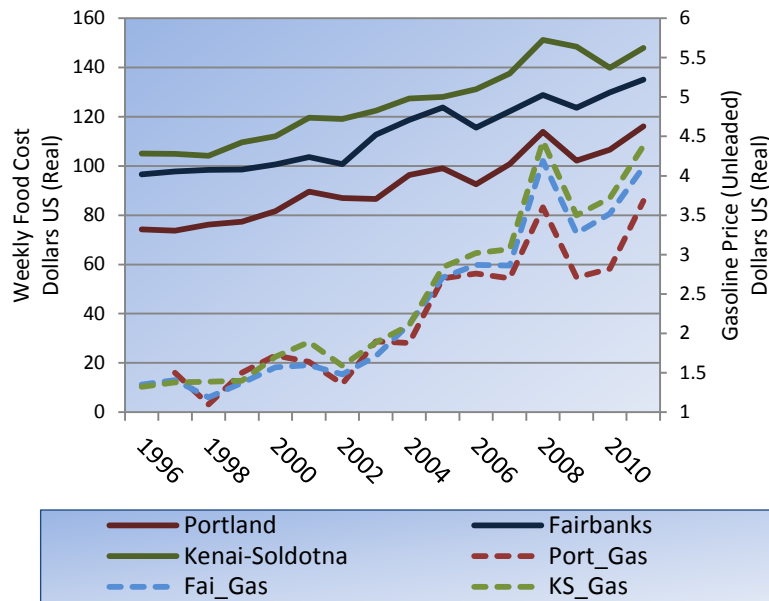 160
140
120
100
80
60
40
20
0
Weekly Food Cost
Dollars US (Real)
6
5.5
5
4.5
4
3.5
3
2.5
2
1.5
1
Gasoline Price (Unleaded)
Dollars US (Real)
1996
1998
2000
2002
2004
2006
2008
2010
Portland
Fairbanks
Kenai-Soldotna
Port_Gas
Fai_Gas
KS_Gas